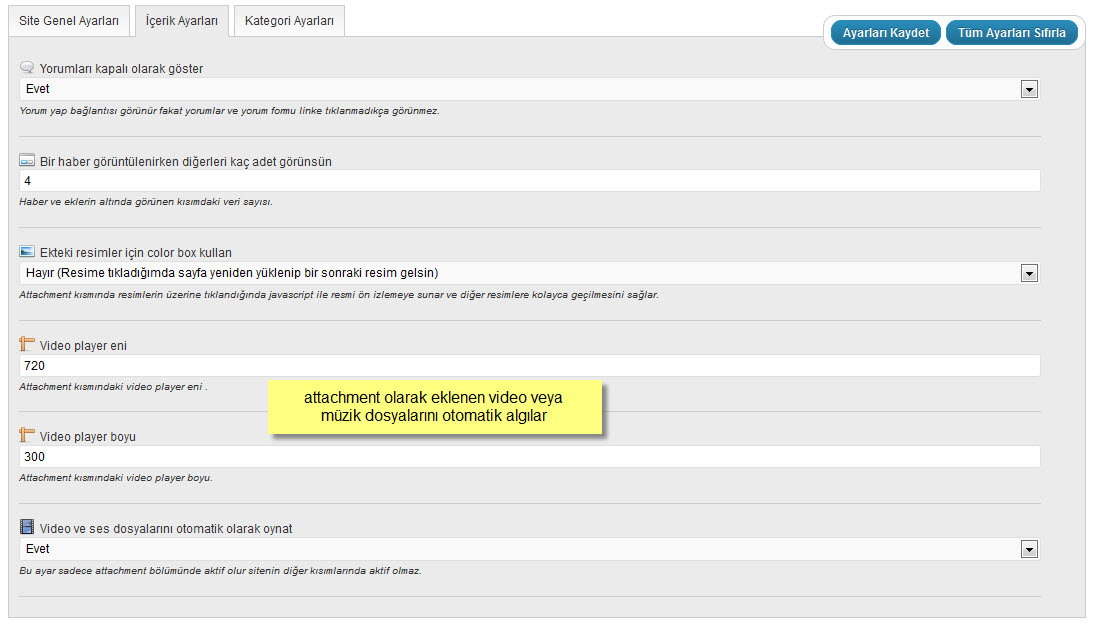 Site Genel Ayarları
İçerik Ayarları
Kategori Ayarları
Ayarları Kaydet
Tüm Ayarları Sıfırla
Yorumları kapalı olarak göster
Evet
Yorum yap bağlantısı görünür fakat yorumlar ve yorum formu linke tıklanmadıkça görünmez.
Bir haber görüntülenirken diğerleri kaç adet görünsün
4
Haber ve eklerin altında görünen kısımdaki veri sayısı.
Ekteki resimler için color box kullan
Hayır (Resime tıkladığımda sayfa yeniden yüklenip bir sonraki resim gelsin)
Attachment kısmında resimlerin üzerine tıklandığında javascript ile resmi ön izlemeye sunar ve diğer resimlere kolayca geçilmesini sağlar.
Video player eni
720
Attachment kısmındaki video player eni .
attachment olarak eklenen video veya
müzik dosyalarını otomatik algılar
Video player boyu
300
Attachment kısmındaki video player boyu.
Video ve ses dosyalarını otomatik olarak oynat
Evet
Bu ayar sadece attachment bölümünde aktif olur sitenin diğer kısımlarında aktif olmaz.